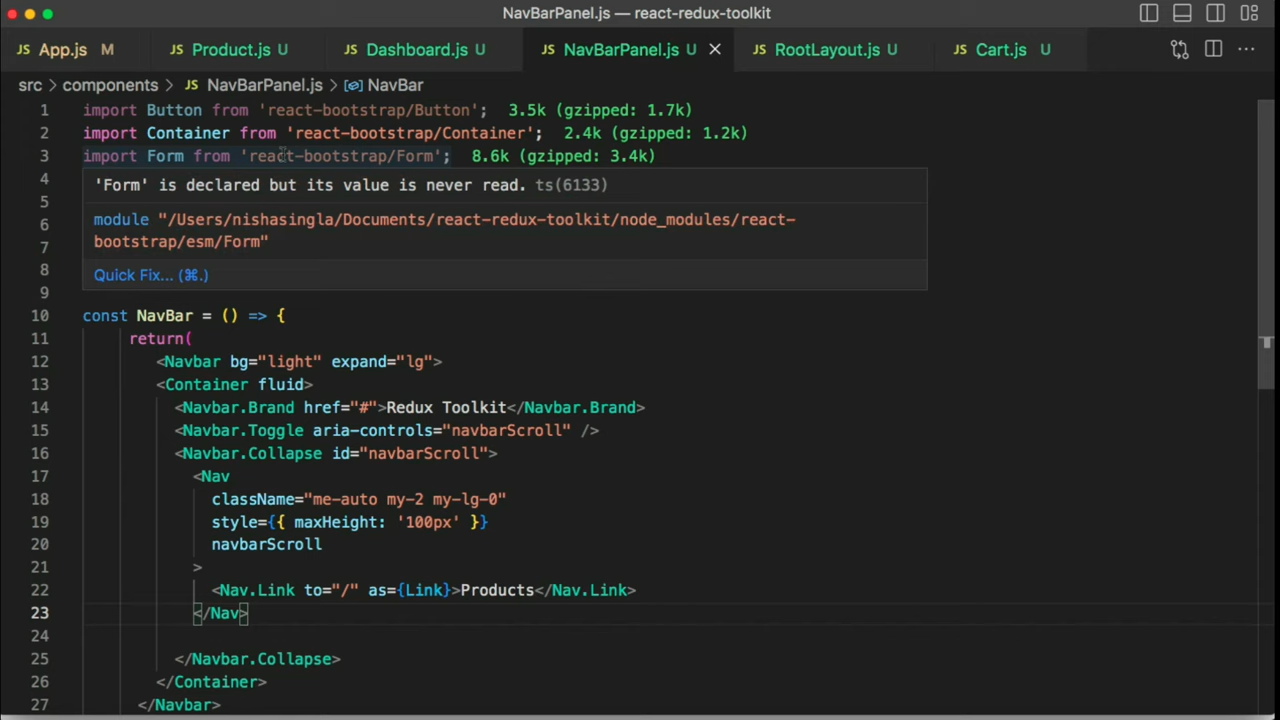 NavBarPanel.js — react-redux-toolkit
JS App.js M JS Product.js U JS Dashboard.js U JS NavBarPanel.js U JS RootLayout.js U JS Cart.js U
src > components > JS NavBarPanel.js > NavBar
1 import Button from 'react-bootstrap/Button'; 3.5k (gzipped: 1.7k)
2 import Container from 'react-bootstrap/Container'; 2.4k (gzipped: 1.2k)
3 import Form from 'react-bootstrap/Form'; 8.6k (gzipped: 3.4k)
4
'Form' is declared but its value is never read. ts(6133)
5
6 module "/Users/nishasingla/Documents/react-redux-toolkit/node_modules/react-
7 bootstrap/esm/Form"
8 Quick Fix... (⌘.)
9
10 const NavBar = () => {
11 return(
12 <Navbar bg="light" expand="lg">
13 <Container fluid>
14 <Navbar.Brand href="#">Redux Toolkit</Navbar.Brand>
15 <Navbar.Toggle aria-controls="navbarScroll" />
16 <Navbar.Collapse id="navbarScroll">
17 <Nav
18 className="me-auto my-2 my-lg-0"
19 style={{ maxHeight: '100px' }}
20 navbarScroll
21 >
22 <Nav.Link to="/" as={Link}>Products</Nav.Link>
23 </Nav>
24
25 </Navbar.Collapse>
26 </Container>
27 </Navbar>